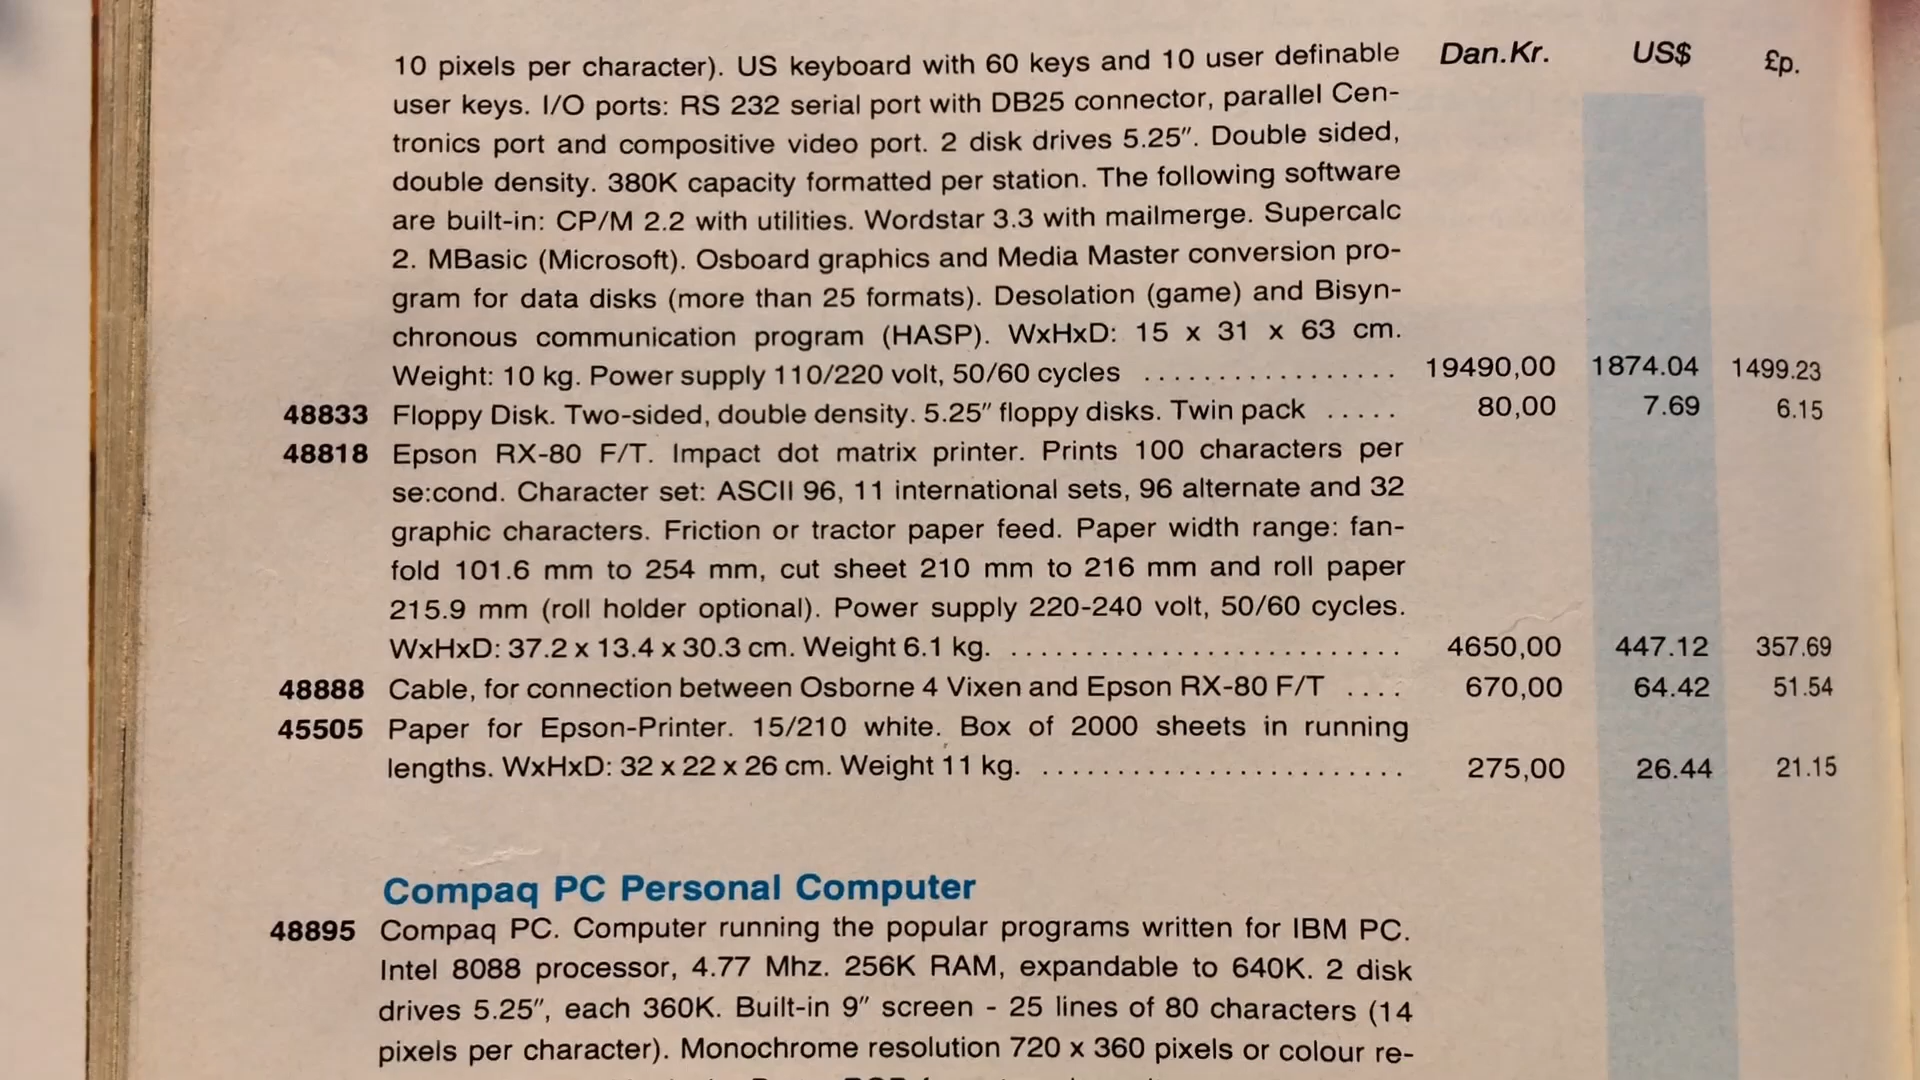 Dan.Kr. US$ £p.
10 pixels per character). US keyboard with 60 keys and 10 user definable
user keys. I/O ports: RS 232 serial port with DB25 connector, parallel Cen-
tronics port and compositive video port. 2 disk drives 5.25″. Double sided,
double density. 380K capacity formatted per station. The following software
are built-in: CP/M 2.2 with utilities. Wordstar 3.3 with mailmerge. Supercalc
2. MBasic (Microsoft). Osboard graphics and Media Master conversion pro-
gram for data disks (more than 25 formats). Desolation (game) and Bisyn-
chronous communication program (HASP). WxHxD: 15 x 31 x 63 cm.
Weight: 10 kg. Power supply 110/220 volt, 50/60 cycles ................. 19490,00 1874.04 1499.23
48833 Floppy Disk. Two-sided, double density. 5.25″ floppy disks. Twin pack ..... 80,00 7.69 6.15
48818 Epson RX-80 F/T. Impact dot matrix printer. Prints 100 characters per
se:cond. Character set: ASCII 96, 11 international sets, 96 alternate and 32
graphic characters. Friction or tractor paper feed. Paper width range: fan-
fold 101.6 mm to 254 mm, cut sheet 210 mm to 216 mm and roll paper
215.9 mm (roll holder optional). Power supply 220-240 volt, 50/60 cycles.
WxHxD: 37.2 x 13.4 x 30.3 cm. Weight 6.1 kg. .......................... 4650,00 447.12 357.69
48888 Cable, for connection between Osborne 4 Vixen and Epson RX-80 F/T .... 670,00 64.42 51.54
45505 Paper for Epson-Printer. 15/210 white. Box of 2000 sheets in running
lengths. WxHxD: 32 x 22 x 26 cm. Weight 11 kg. ........................ 275,00 26.44 21.15
Compaq PC Personal Computer
48895 Compaq PC. Computer running the popular programs written for IBM PC.
Intel 8088 processor, 4.77 Mhz. 256K RAM, expandable to 640K. 2 disk
drives 5.25″, each 360K. Built-in 9″ screen - 25 lines of 80 characters (14
pixels per character). Monochrome resolution 720 x 360 pixels or colour re-